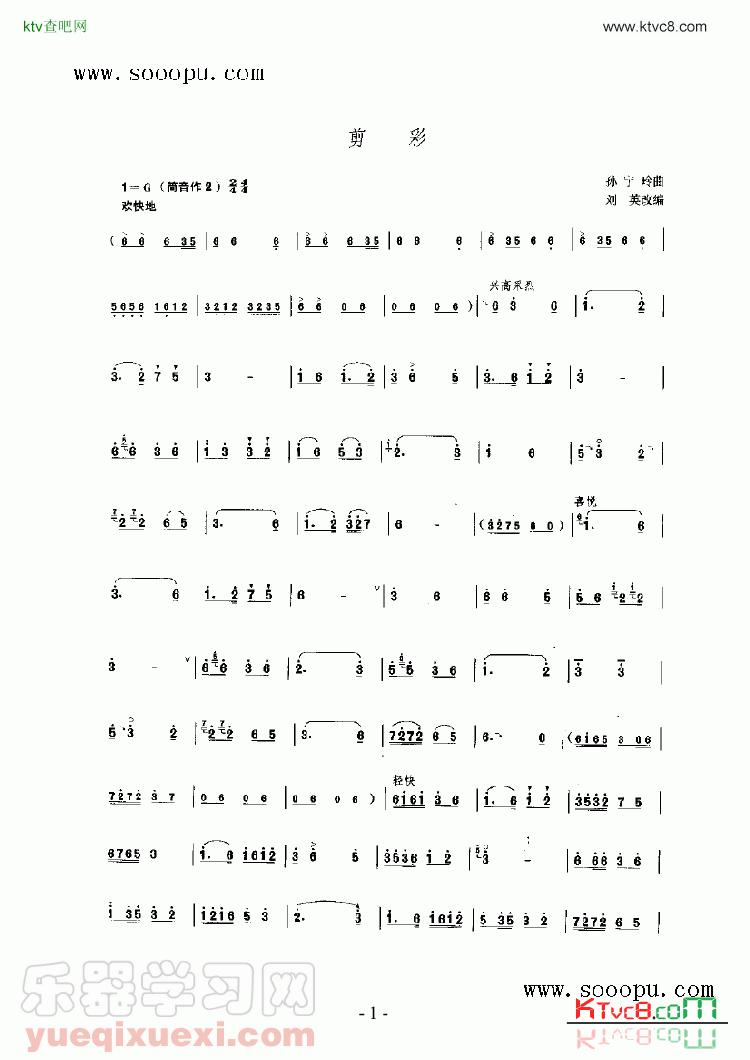 ktv查吧网 www.ktvc8.com
www.sooopu.com
剪 彩
1=G（筒音作2）2/4 4/4 孙宁玲曲
欢快地 刘 英改编
(6 6 6 35 | 6 6 6 | 6 6 6 35 | 6 6 6 | 6 35 6 6 | 6 35 6 6 |
兴高采烈
5656 1612 | 3212 3235 | 6 6 0 6 | 0 6 0 6 ) | 0 3 0 | 1. 2 |
3. 2 7 5 | 3 - | 1 6 1. 2 | 3 6 5 | 3. 6 1 2 | 3 - |
6 6 3 6 | 1 3 3 2 | 1 6 5 3 | 2. 3 | 1 6 | 5 3 2 |
喜悦
2 2 6 5 | 3. 6 | 1. 2 327 | 6 - | (3275 6 0) | 1. 6 |
3. 6 | 1. 2 7 5 | 6 - | 3 6 | 6 6 5 | 5 6 2 2 |
3 - | 6 6 3 6 | 2. 3 | 5 5 3 6 | 1. 2 | 3 3 |
5 3 2 | 2 2 6 5 | 3. 6 | 7272 6 5 | 6. 0 | (6165 3 06 |
轻快
7272 3 7 | 0 6 0 6 | 0 6 0 6 ) | 6161 3 6 | 1. 6 1 2 | 3532 7 5 |
6765 3 | 1. 6 1612 | 3 6 5 | 3536 1 2 | 3 - | 6 66 3 6 |
1 35 3 2 | 1216 5 3 | 2. 3 | 1. 6 1612 | 5 35 3 2 | 7272 6 5 |
乐器学习网
www.sooopu.com
yueqixuexi.com
- 1 -
KTvc8.com